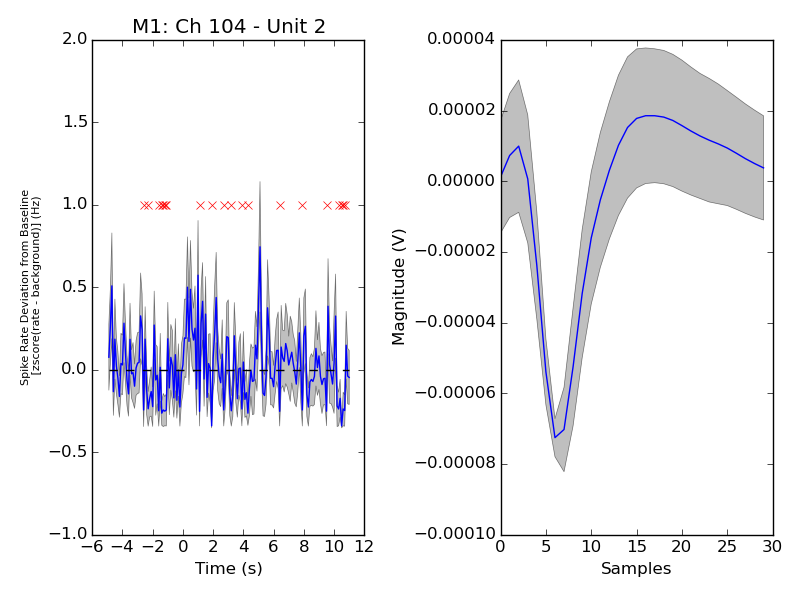 M1: Ch 104 - Unit 2
2.0
1.5
1.0
0.5
0.0
−0.5
−1.0
−6 −4 −2 0 2 4 6 8 10 12
Time (s)
Spike Rate Deviation from Baseline
[zscore(rate - background)] (Hz)
0.00004
0.00002
0.00000
−0.00002
−0.00004
−0.00006
−0.00008
−0.00010
0 5 10 15 20 25 30
Samples
Magnitude (V)